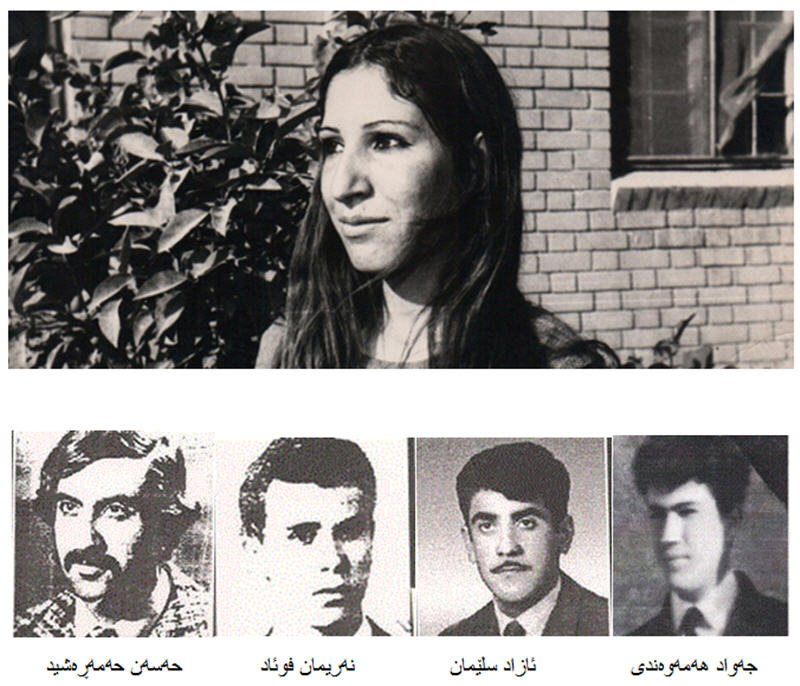 جەواد هەمەوەندی
ئازاد سلێمان
نەریمان فوئاد
حەسەن حەمەڕەشید